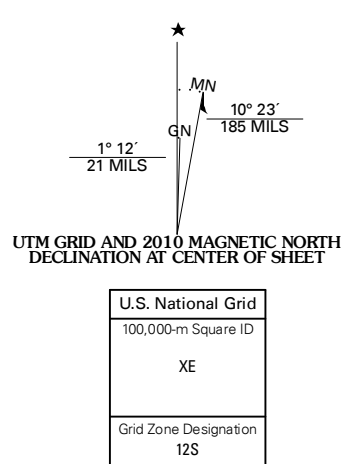 ★
MN
GN
10° 23´
185 MILS
1° 12´
21 MILS
UTM GRID AND 2010 MAGNETIC NORTH
DECLINATION AT CENTER OF SHEET
U.S. National Grid
100,000-m Square ID
XE
Grid Zone Designation
12S